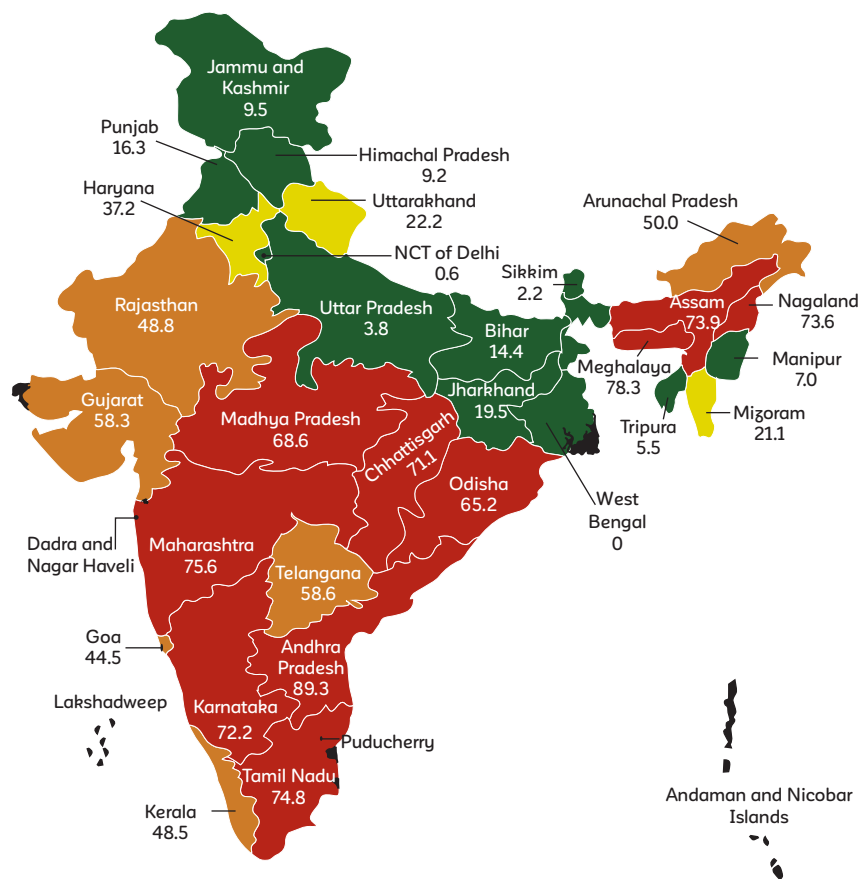 Jammu and
Kashmir
9.5
Punjab
16.3
Himachal Pradesh
9.2
Haryana
37.2
Uttarakhand
22.2
Arunachal Pradesh
50.0
NCT of Delhi
0.6
Sikkim
2.2
Rajasthan
48.8
Uttar Pradesh
3.8
Bihar
14.4
Assam
73.9
Nagaland
73.6
Meghalaya
78.3
Manipur
7.0
Jharkhand
19.5
Gujarat
58.3
Madhya Pradesh
68.6
Chhattisgarh
71.1
Tripura
5.5
Mizoram
21.1
Odisha
65.2
West
Bengal
0
Dadra and
Nagar Haveli
Maharashtra
75.6
Telangana
58.6
Goa
44.5
Andhra
Pradesh
89.3
Lakshadweep
Karnataka
72.2
Puducherry
Tamil Nadu
74.8
Kerala
48.5
Andaman and Nicobar
Islands